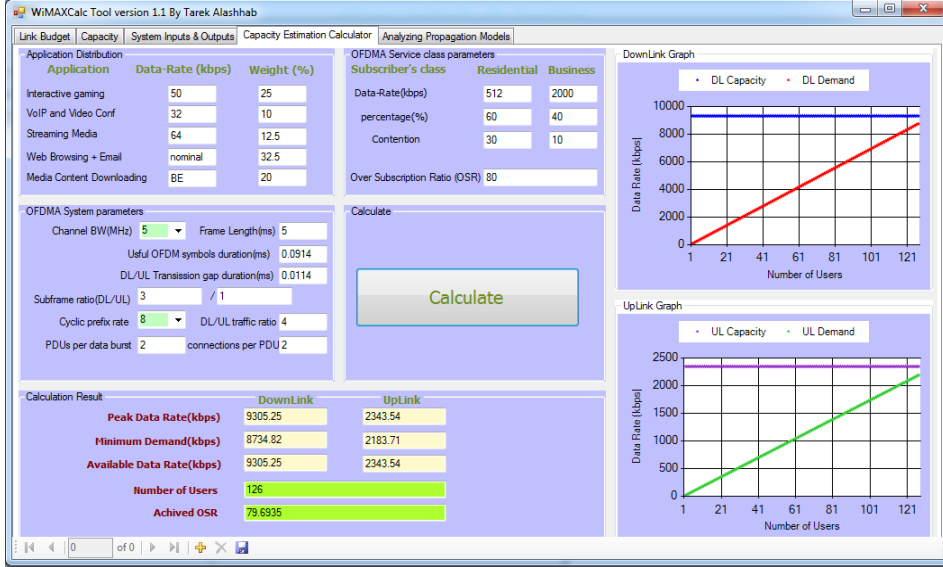 WiMAXCalc Tool version 1.1 By Tarek Alashhab
Link Budget Capacity System Inputs & Outputs Capacity Estimation Calculator Analyzing Propagation Models
Application Distribution
Application Data-Rate (kbps) Weight (%)
Interactive gaming 50 25
VoIP and Video Conf 32 10
Streaming Media 64 12.5
Web Browsing + Email nominal 32.5
Media Content Downloading BE 20
OFDMA Service class parameters
Subscriber's class Residential Business
Data-Rate(kbps) 512 2000
percentage(%) 60 40
Contention 30 10
Over Subscription Ratio (OSR) 80
OFDMA System parameters
Channel BW(MHz) 5 Frame Length(ms) 5
Usful OFDM symbols duration(ms) 0.0914
DL/UL Transission gap duration(ms) 0.0114
Subframe ratio(DL/UL) 3 / 1
Cyclic prefix rate 8 DL/UL traffic ratio 4
PDUs per data burst 2 connections per PDU 2
Calculate
Calculate
Calculation Result
DownLink UpLink
Peak Data Rate(kbps) 9305.25 2343.54
Minimum Demand(kbps) 8734.82 2183.71
Available Data Rate(kbps) 9305.25 2343.54
Number of Users 126
Achived OSR 79.6935
0 of 0
DownLink Graph
DL Capacity DL Demand
Data Rate (kbps)
10000
8000
6000
4000
2000
0
1 21 41 61 81 101 121
Number of Users
UpLink Graph
UL Capacity UL Demand
Data Rate (kbps)
2500
2000
1500
1000
500
0
1 21 41 61 81 101 121
Number of Users